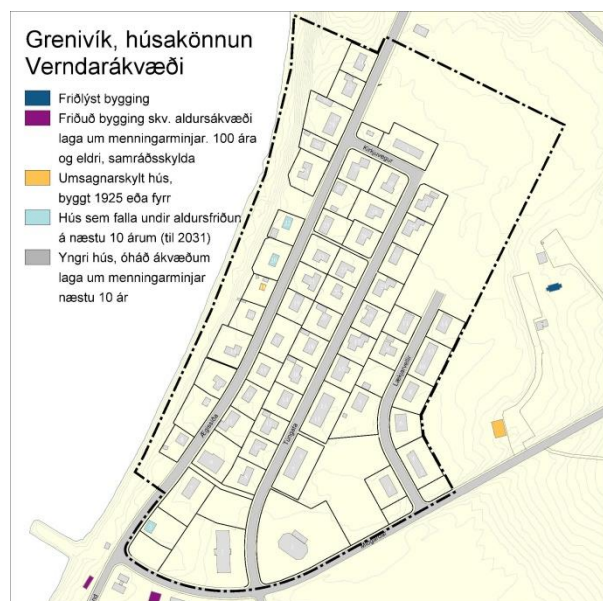 Grenivík, húsakönnun
Verndarákvæði
Friðlýst bygging
Friðuð bygging skv. aldursákvæði
laga um menningarminjar. 100 ára
og eldri, samráðsskylda
Umsagnarskylt hús,
byggt 1925 eða fyrr
Hús sem falla undir aldursfriðun
á næstu 10 árum (til 2031)
Yngri hús, óháð ákvæðum
laga um menningarminjar
næstu 10 ár
Kirkjuvegur
Lækjarvellir
Ægissíða
Túngata